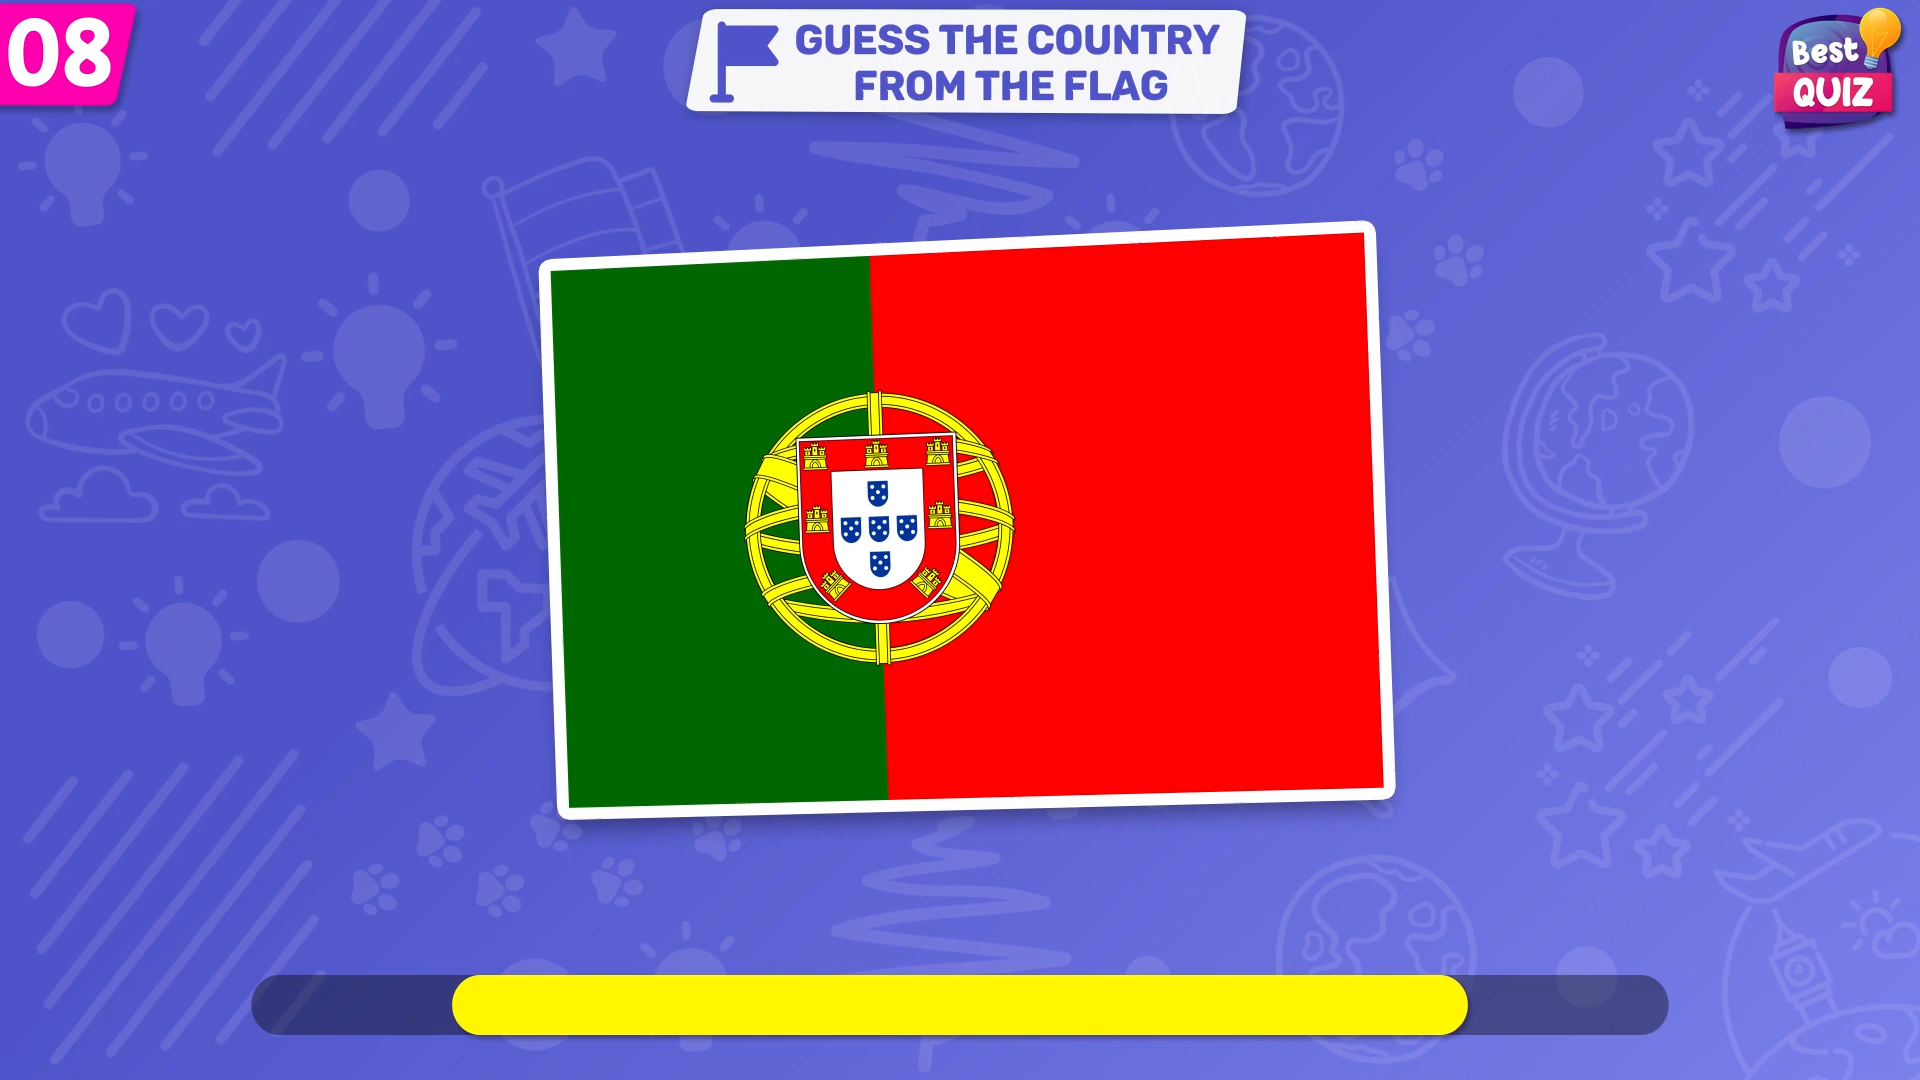 08
GUESS THE COUNTRY
FROM THE FLAG
Best
QUIZ